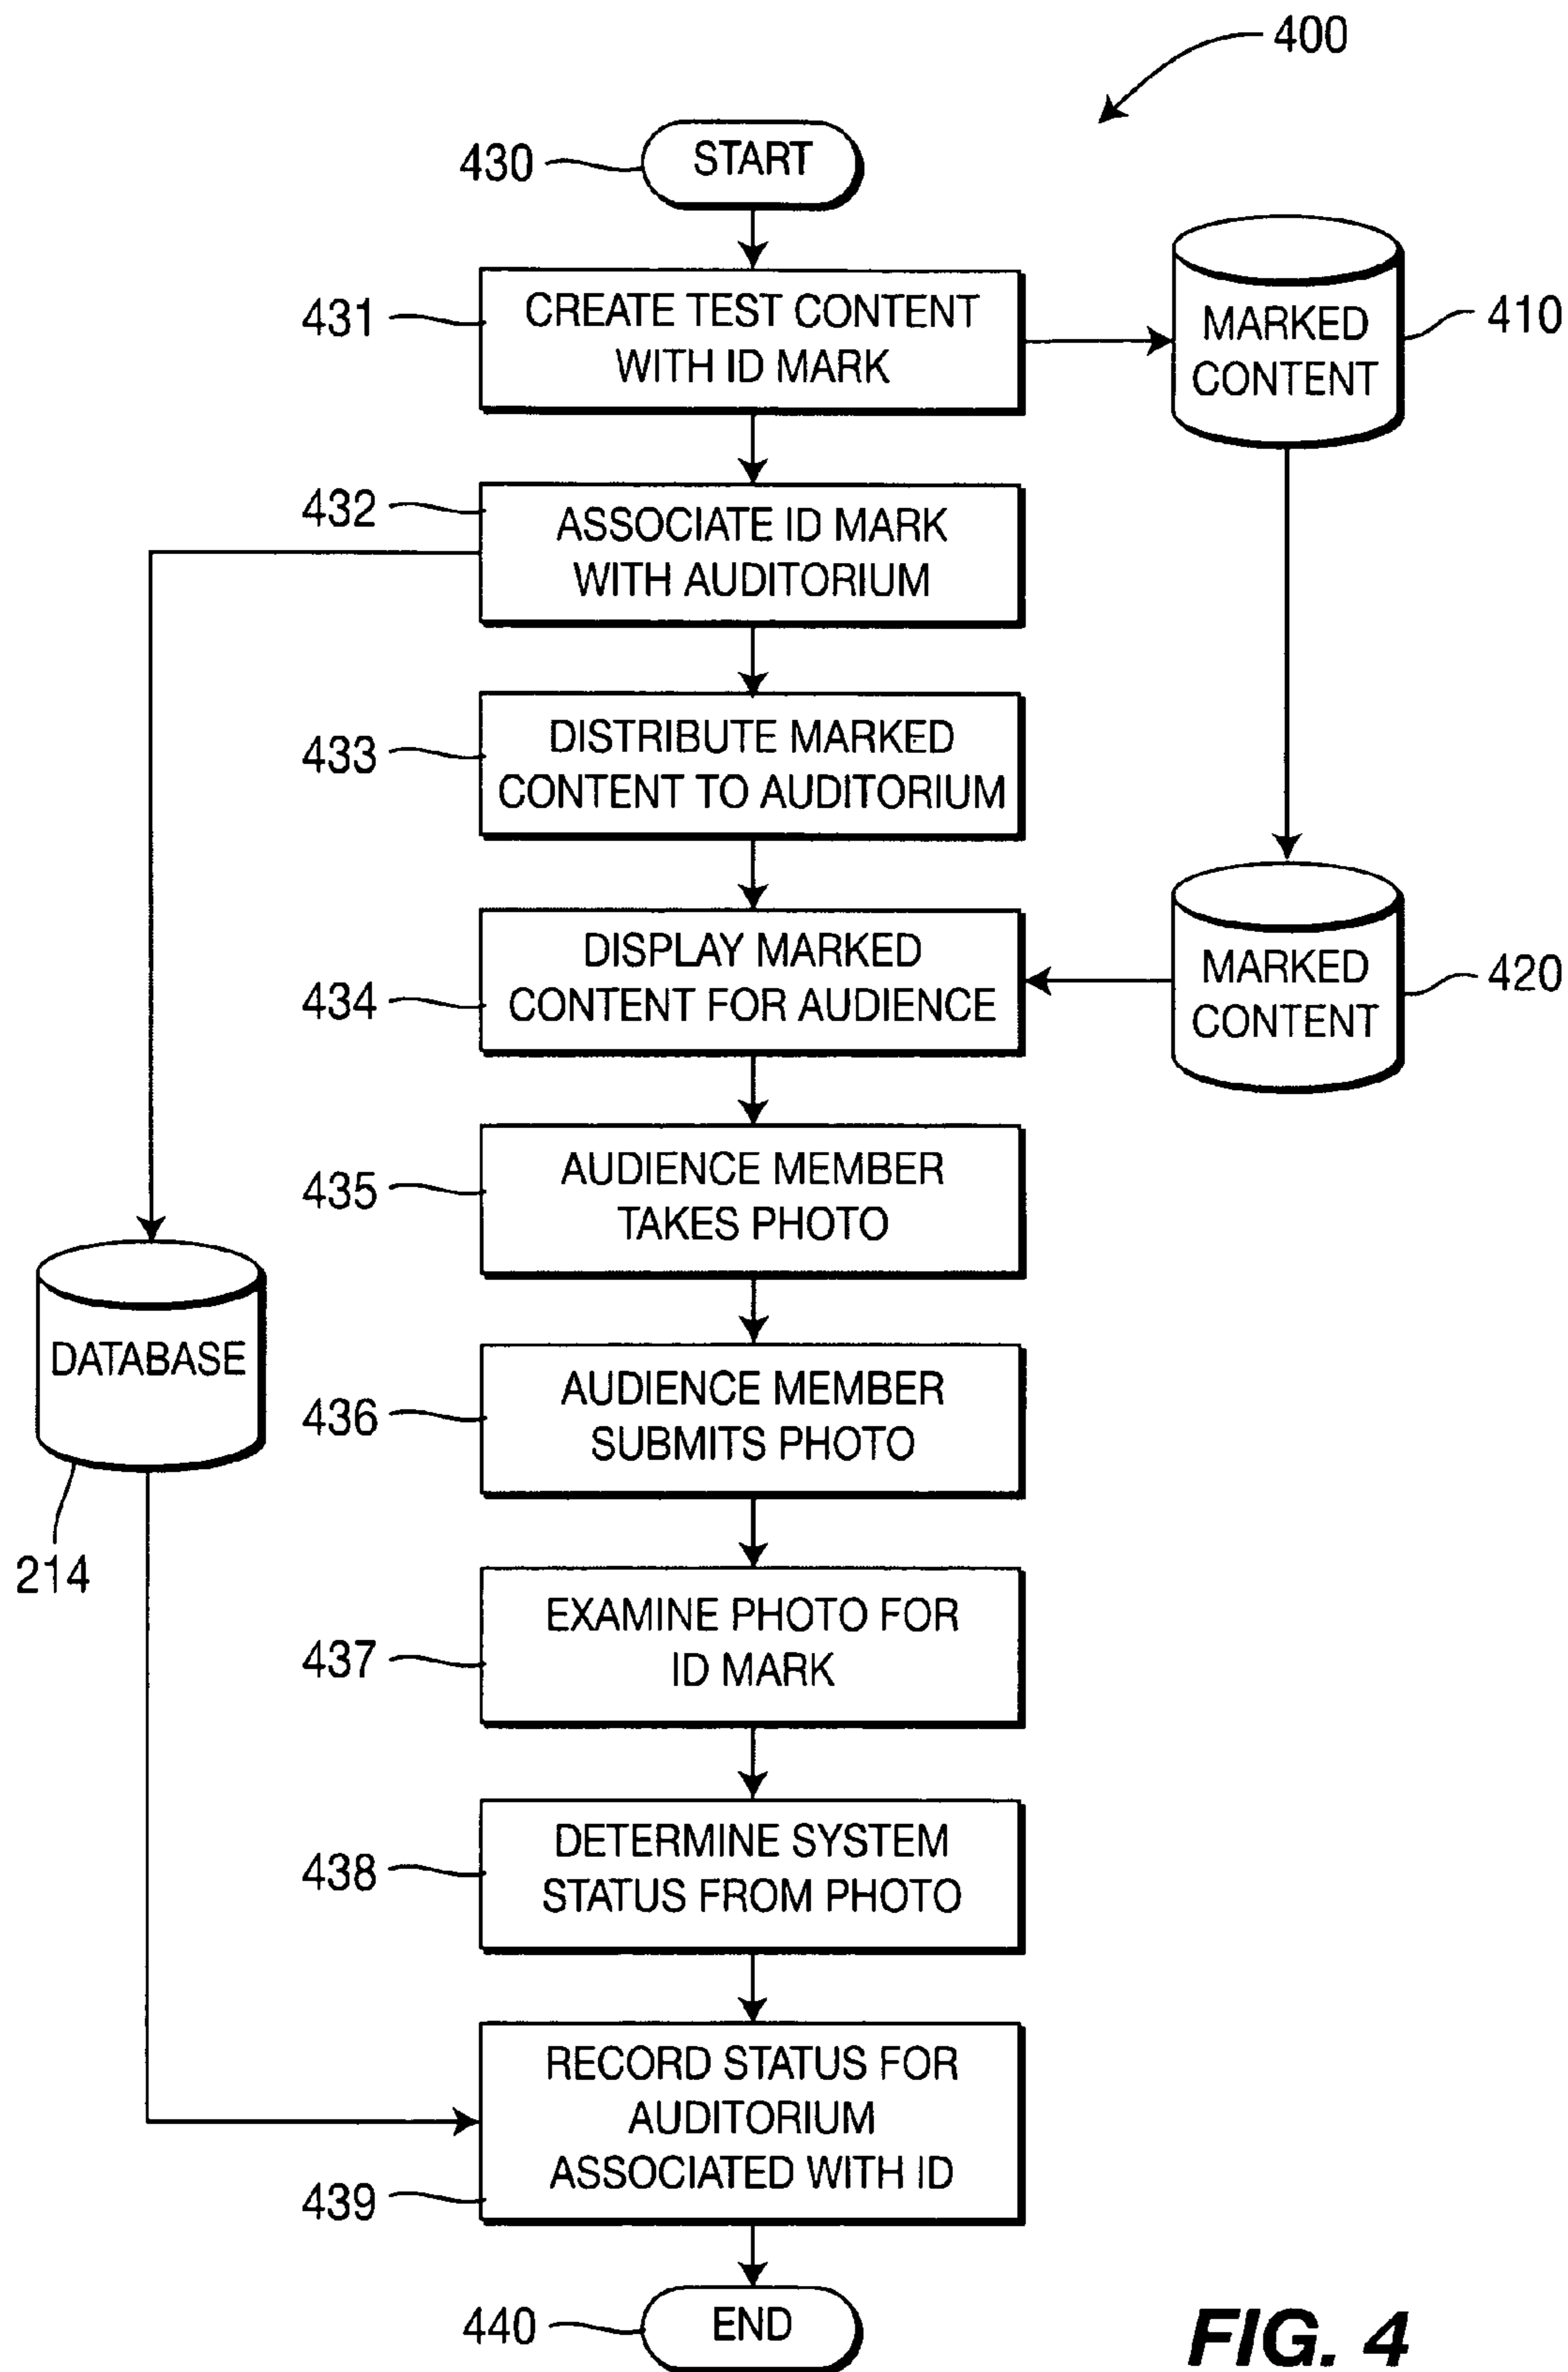 400
430
START
431
CREATE TEST CONTENT
WITH ID MARK
MARKED
CONTENT
410
432
ASSOCIATE ID MARK
WITH AUDITORIUM
433
DISTRIBUTE MARKED
CONTENT TO AUDITORIUM
434
DISPLAY MARKED
CONTENT FOR AUDIENCE
MARKED
CONTENT
420
435
AUDIENCE MEMBER
TAKES PHOTO
DATABASE
214
436
AUDIENCE MEMBER
SUBMITS PHOTO
437
EXAMINE PHOTO FOR
ID MARK
438
DETERMINE SYSTEM
STATUS FROM PHOTO
439
RECORD STATUS FOR
AUDITORIUM
ASSOCIATED WITH ID
440
END
FIG. 4